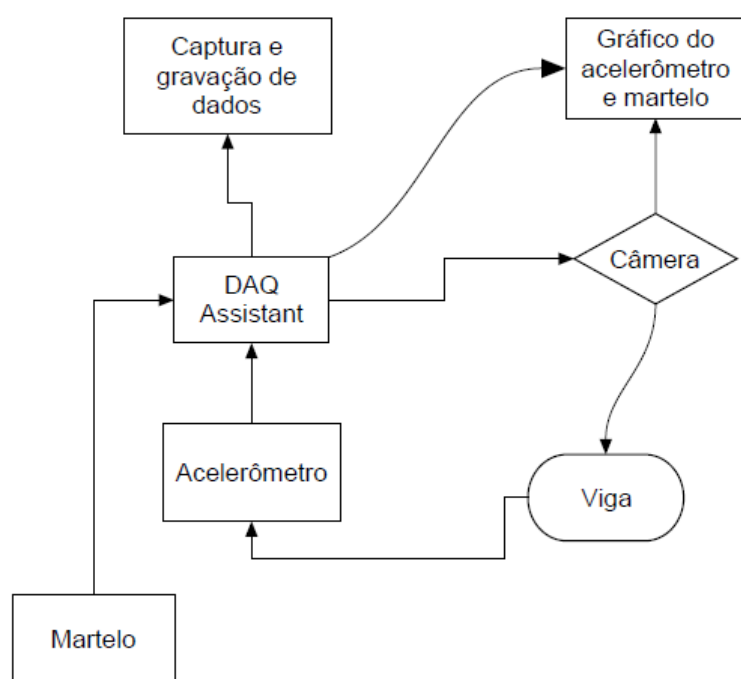 Captura e
gravação de
dados
Gráfico do
acelerômetro
e martelo
DAQ
Assistant
Câmera
Acelerômetro
Viga
Martelo